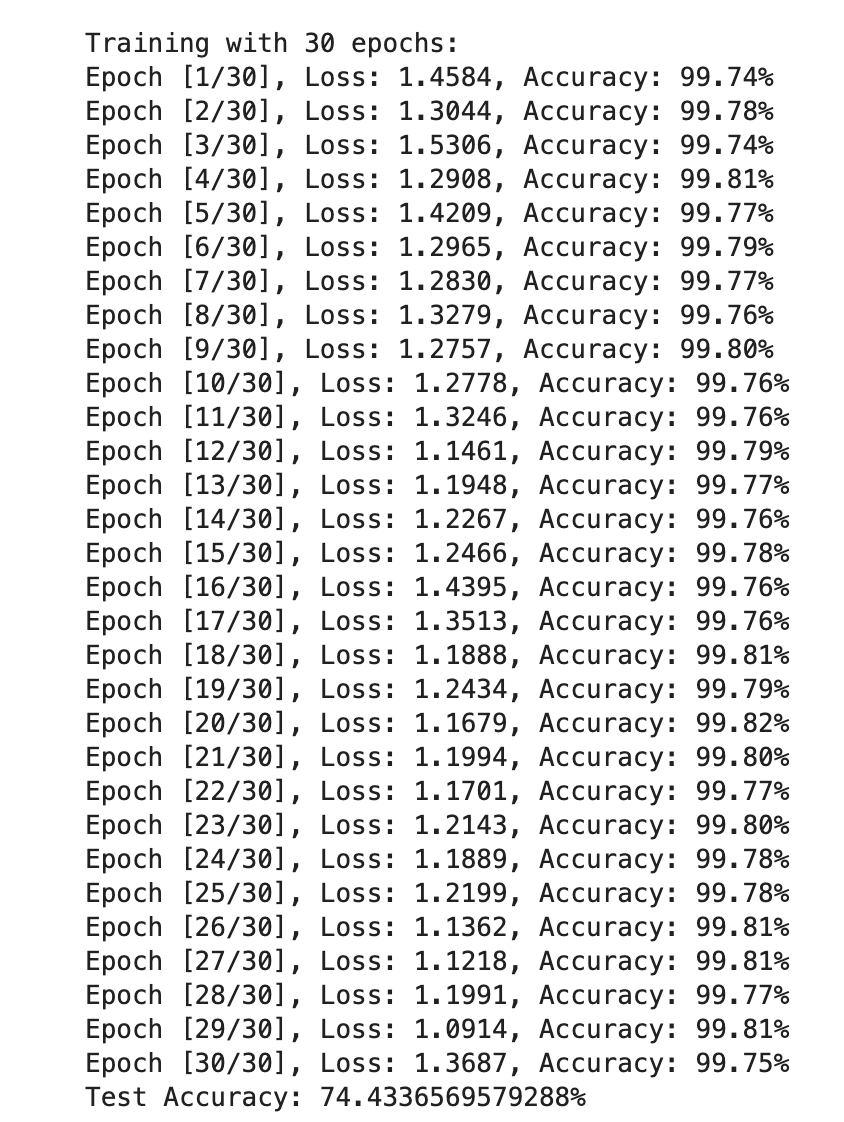 Training with 30 epochs:
Epoch [1/30], Loss: 1.4584, Accuracy: 99.74%
Epoch [2/30], Loss: 1.3044, Accuracy: 99.78%
Epoch [3/30], Loss: 1.5306, Accuracy: 99.74%
Epoch [4/30], Loss: 1.2908, Accuracy: 99.81%
Epoch [5/30], Loss: 1.4209, Accuracy: 99.77%
Epoch [6/30], Loss: 1.2965, Accuracy: 99.79%
Epoch [7/30], Loss: 1.2830, Accuracy: 99.77%
Epoch [8/30], Loss: 1.3279, Accuracy: 99.76%
Epoch [9/30], Loss: 1.2757, Accuracy: 99.80%
Epoch [10/30], Loss: 1.2778, Accuracy: 99.76%
Epoch [11/30], Loss: 1.3246, Accuracy: 99.76%
Epoch [12/30], Loss: 1.1461, Accuracy: 99.79%
Epoch [13/30], Loss: 1.1948, Accuracy: 99.77%
Epoch [14/30], Loss: 1.2267, Accuracy: 99.76%
Epoch [15/30], Loss: 1.2466, Accuracy: 99.78%
Epoch [16/30], Loss: 1.4395, Accuracy: 99.76%
Epoch [17/30], Loss: 1.3513, Accuracy: 99.76%
Epoch [18/30], Loss: 1.1888, Accuracy: 99.81%
Epoch [19/30], Loss: 1.2434, Accuracy: 99.79%
Epoch [20/30], Loss: 1.1679, Accuracy: 99.82%
Epoch [21/30], Loss: 1.1994, Accuracy: 99.80%
Epoch [22/30], Loss: 1.1701, Accuracy: 99.77%
Epoch [23/30], Loss: 1.2143, Accuracy: 99.80%
Epoch [24/30], Loss: 1.1889, Accuracy: 99.78%
Epoch [25/30], Loss: 1.2199, Accuracy: 99.78%
Epoch [26/30], Loss: 1.1362, Accuracy: 99.81%
Epoch [27/30], Loss: 1.1218, Accuracy: 99.81%
Epoch [28/30], Loss: 1.1991, Accuracy: 99.77%
Epoch [29/30], Loss: 1.0914, Accuracy: 99.81%
Epoch [30/30], Loss: 1.3687, Accuracy: 99.75%
Test Accuracy: 74.4336569579288%